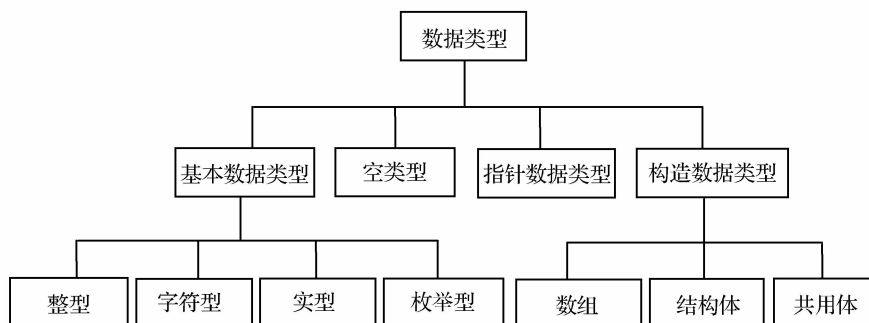 数据类型
基本数据类型
空类型
指针数据类型
构造数据类型
整型
字符型
实型
枚举型
数组
结构体
共用体